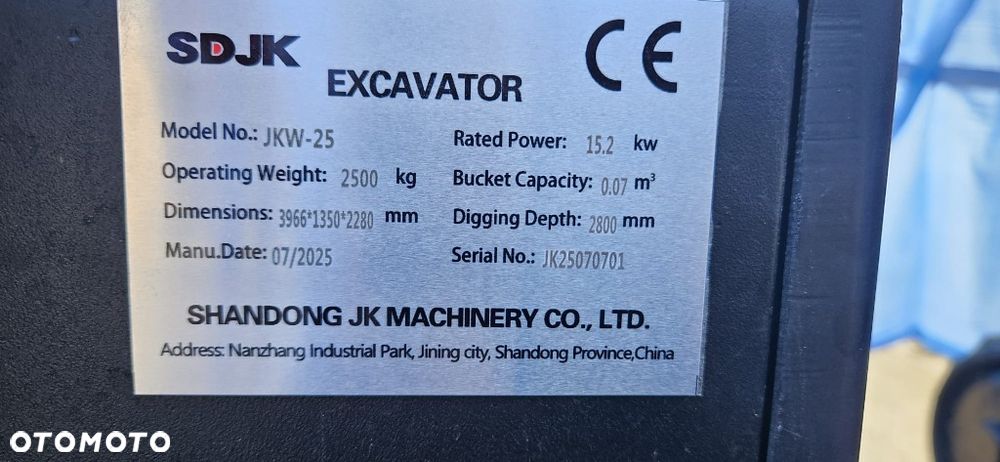 SDJK
CE
EXCAVATOR
Model No.: JKW-25
Rated Power: 15.2 kw
Operating Weight: 2500 kg
Bucket Capacity: 0.07 m³
Dimensions: 3966*1350*2280 mm
Digging Depth: 2800 mm
Manu.Date: 07/2025
Serial No.: JK25070701
SHANDONG JK MACHINERY CO., LTD.
Address: Nanzhang Industrial Park, Jining city, Shandong Province,China
OTOMOTO